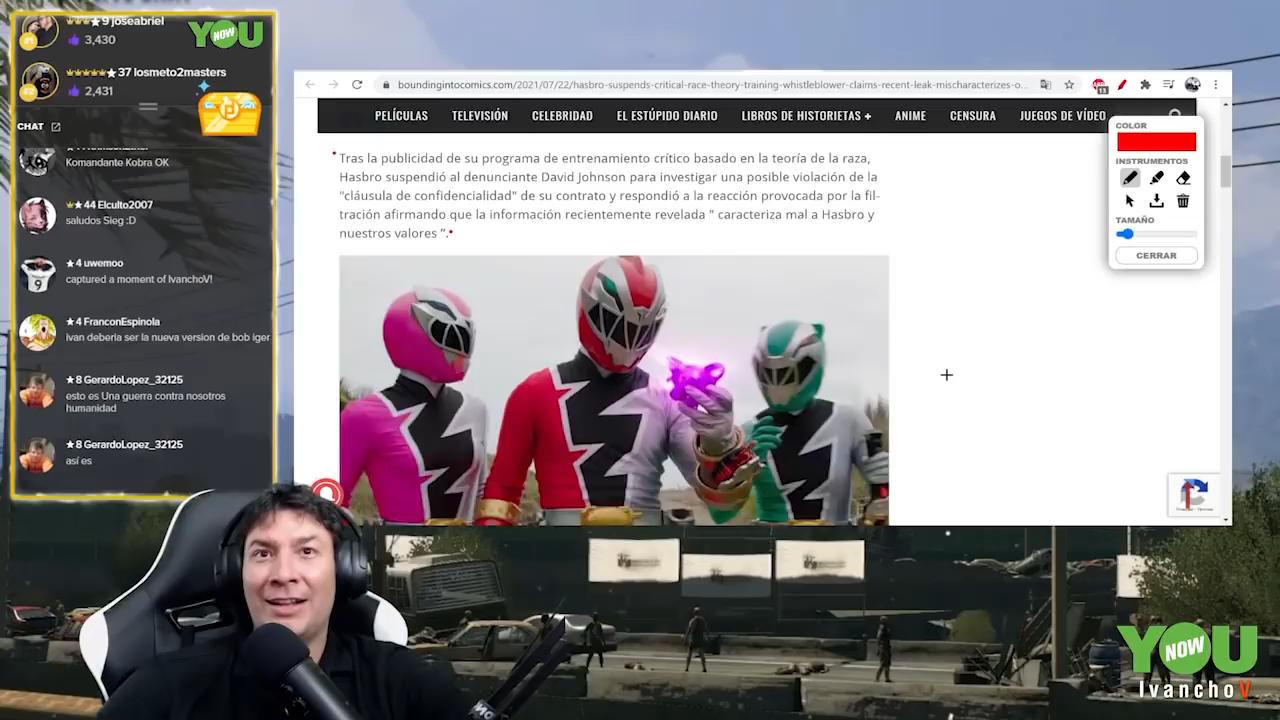 9 joseabriel
3,430
YOU
NOW
37 losmeto2masters
2,431
CHAT
Komandante Kobra OK
44 Elculto2007
saludos Sieg :D
4 uwemoo
captured a moment of IvanchoV!
4 FranconEspinola
Ivan deberia ser la nueva version de bob iger
8 GerardoLopez_32125
esto es Una guerra contra nosotros
humanidad
8 GerardoLopez_32125
así es
boundingintocomics.com/2021/07/22/hasbro-suspends-critical-race-theory-training-whistleblower-claims-recent-leak-mischaracterizes-o...
PELÍCULAS TELEVISIÓN CELEBRIDAD EL ESTÚPIDO DIARIO LIBROS DE HISTORIETAS + ANIME CENSURA JUEGOS DE VÍDEO
Tras la publicidad de su programa de entrenamiento crítico basado en la teoría de la raza,
Hasbro suspendió al denunciante David Johnson para investigar una posible violación de la
"cláusula de confidencialidad" de su contrato y respondió a la reacción provocada por la fil-
tración afirmando que la información recientemente revelada " caracteriza mal a Hasbro y
nuestros valores ".
COLOR
INSTRUMENTOS
TAMAÑO
CERRAR
YOU
NOW
IvanchoV